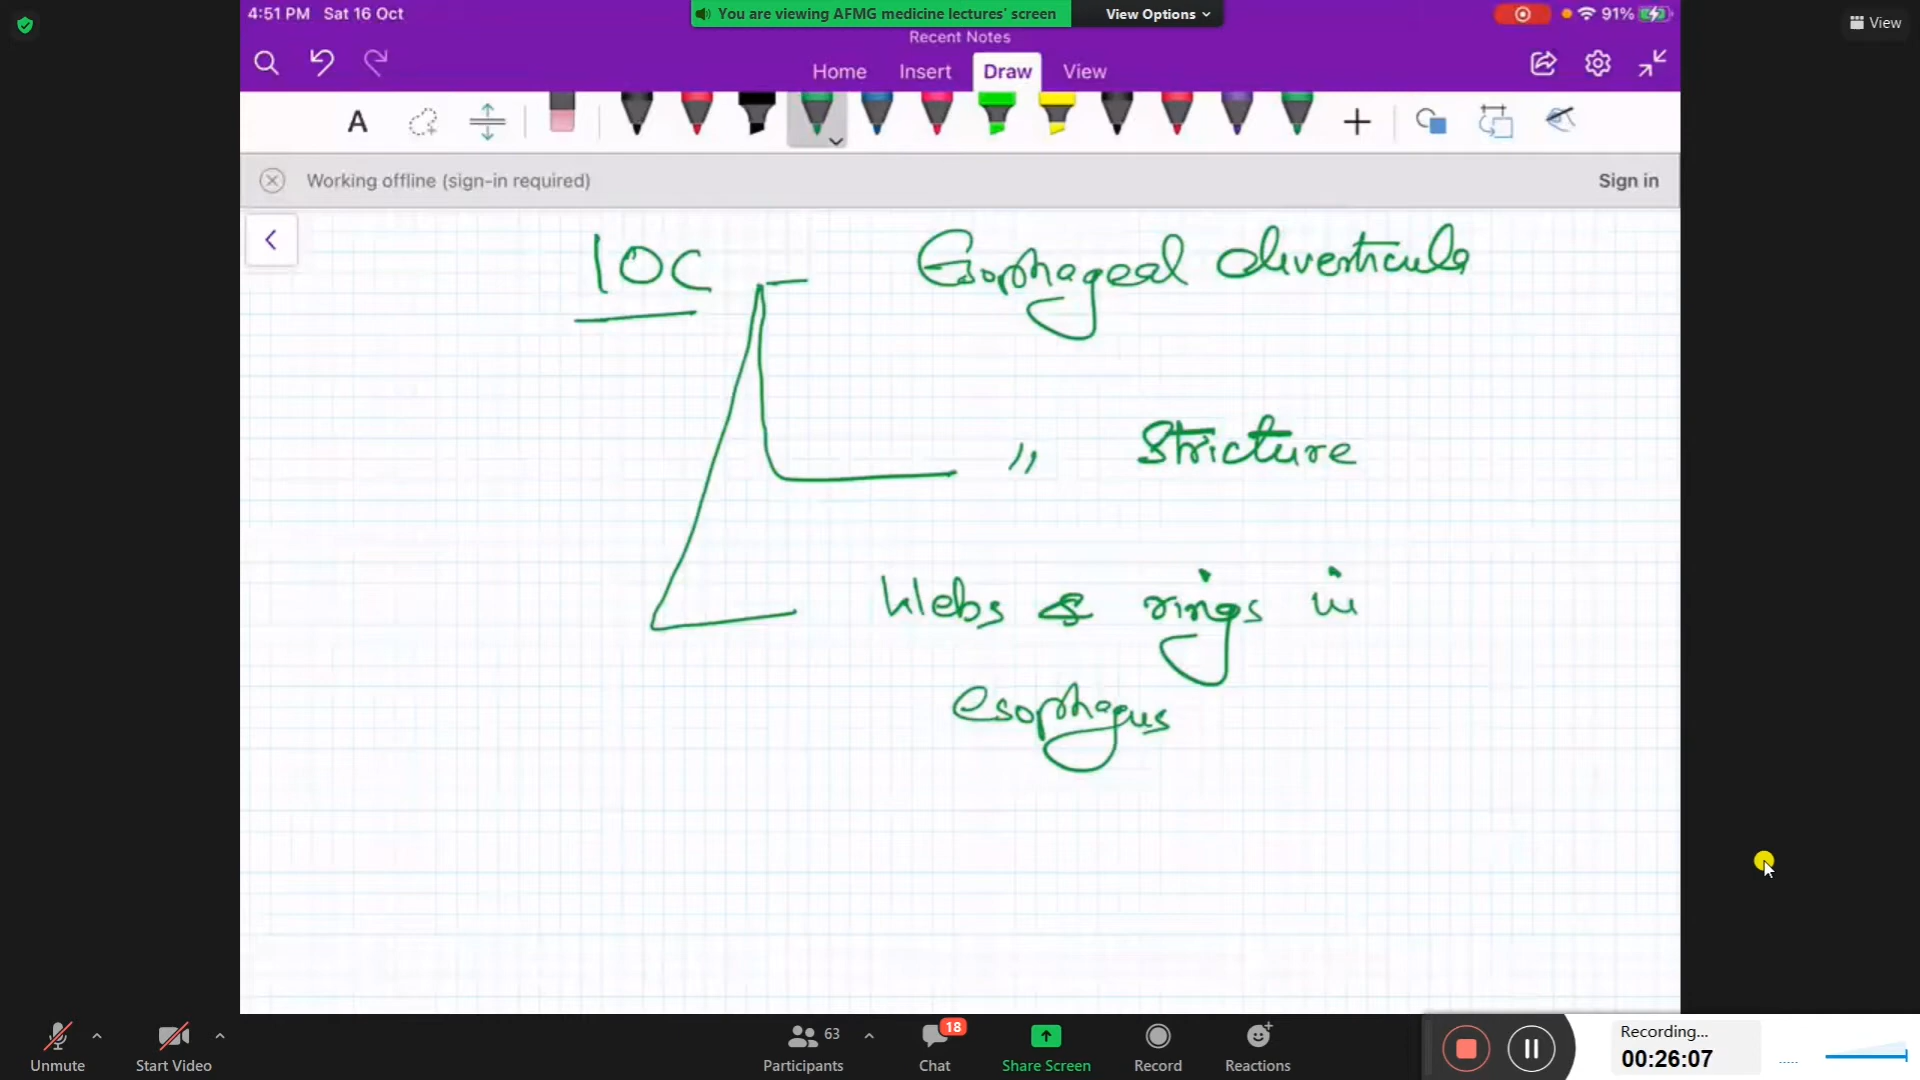 4:51 PM Sat 16 Oct
You are viewing AFMG medicine lectures' screen
View Options
91%
View
Recent Notes
Home Insert Draw View
A
Working offline (sign-in required)
Sign in
IOC
Esophageal diverticula
〃 Stricture
Webs & rings in
esophagus
Unmute
Start Video
63
Participants
18
Chat
Share Screen
Record
Reactions
Recording...
00:26:07